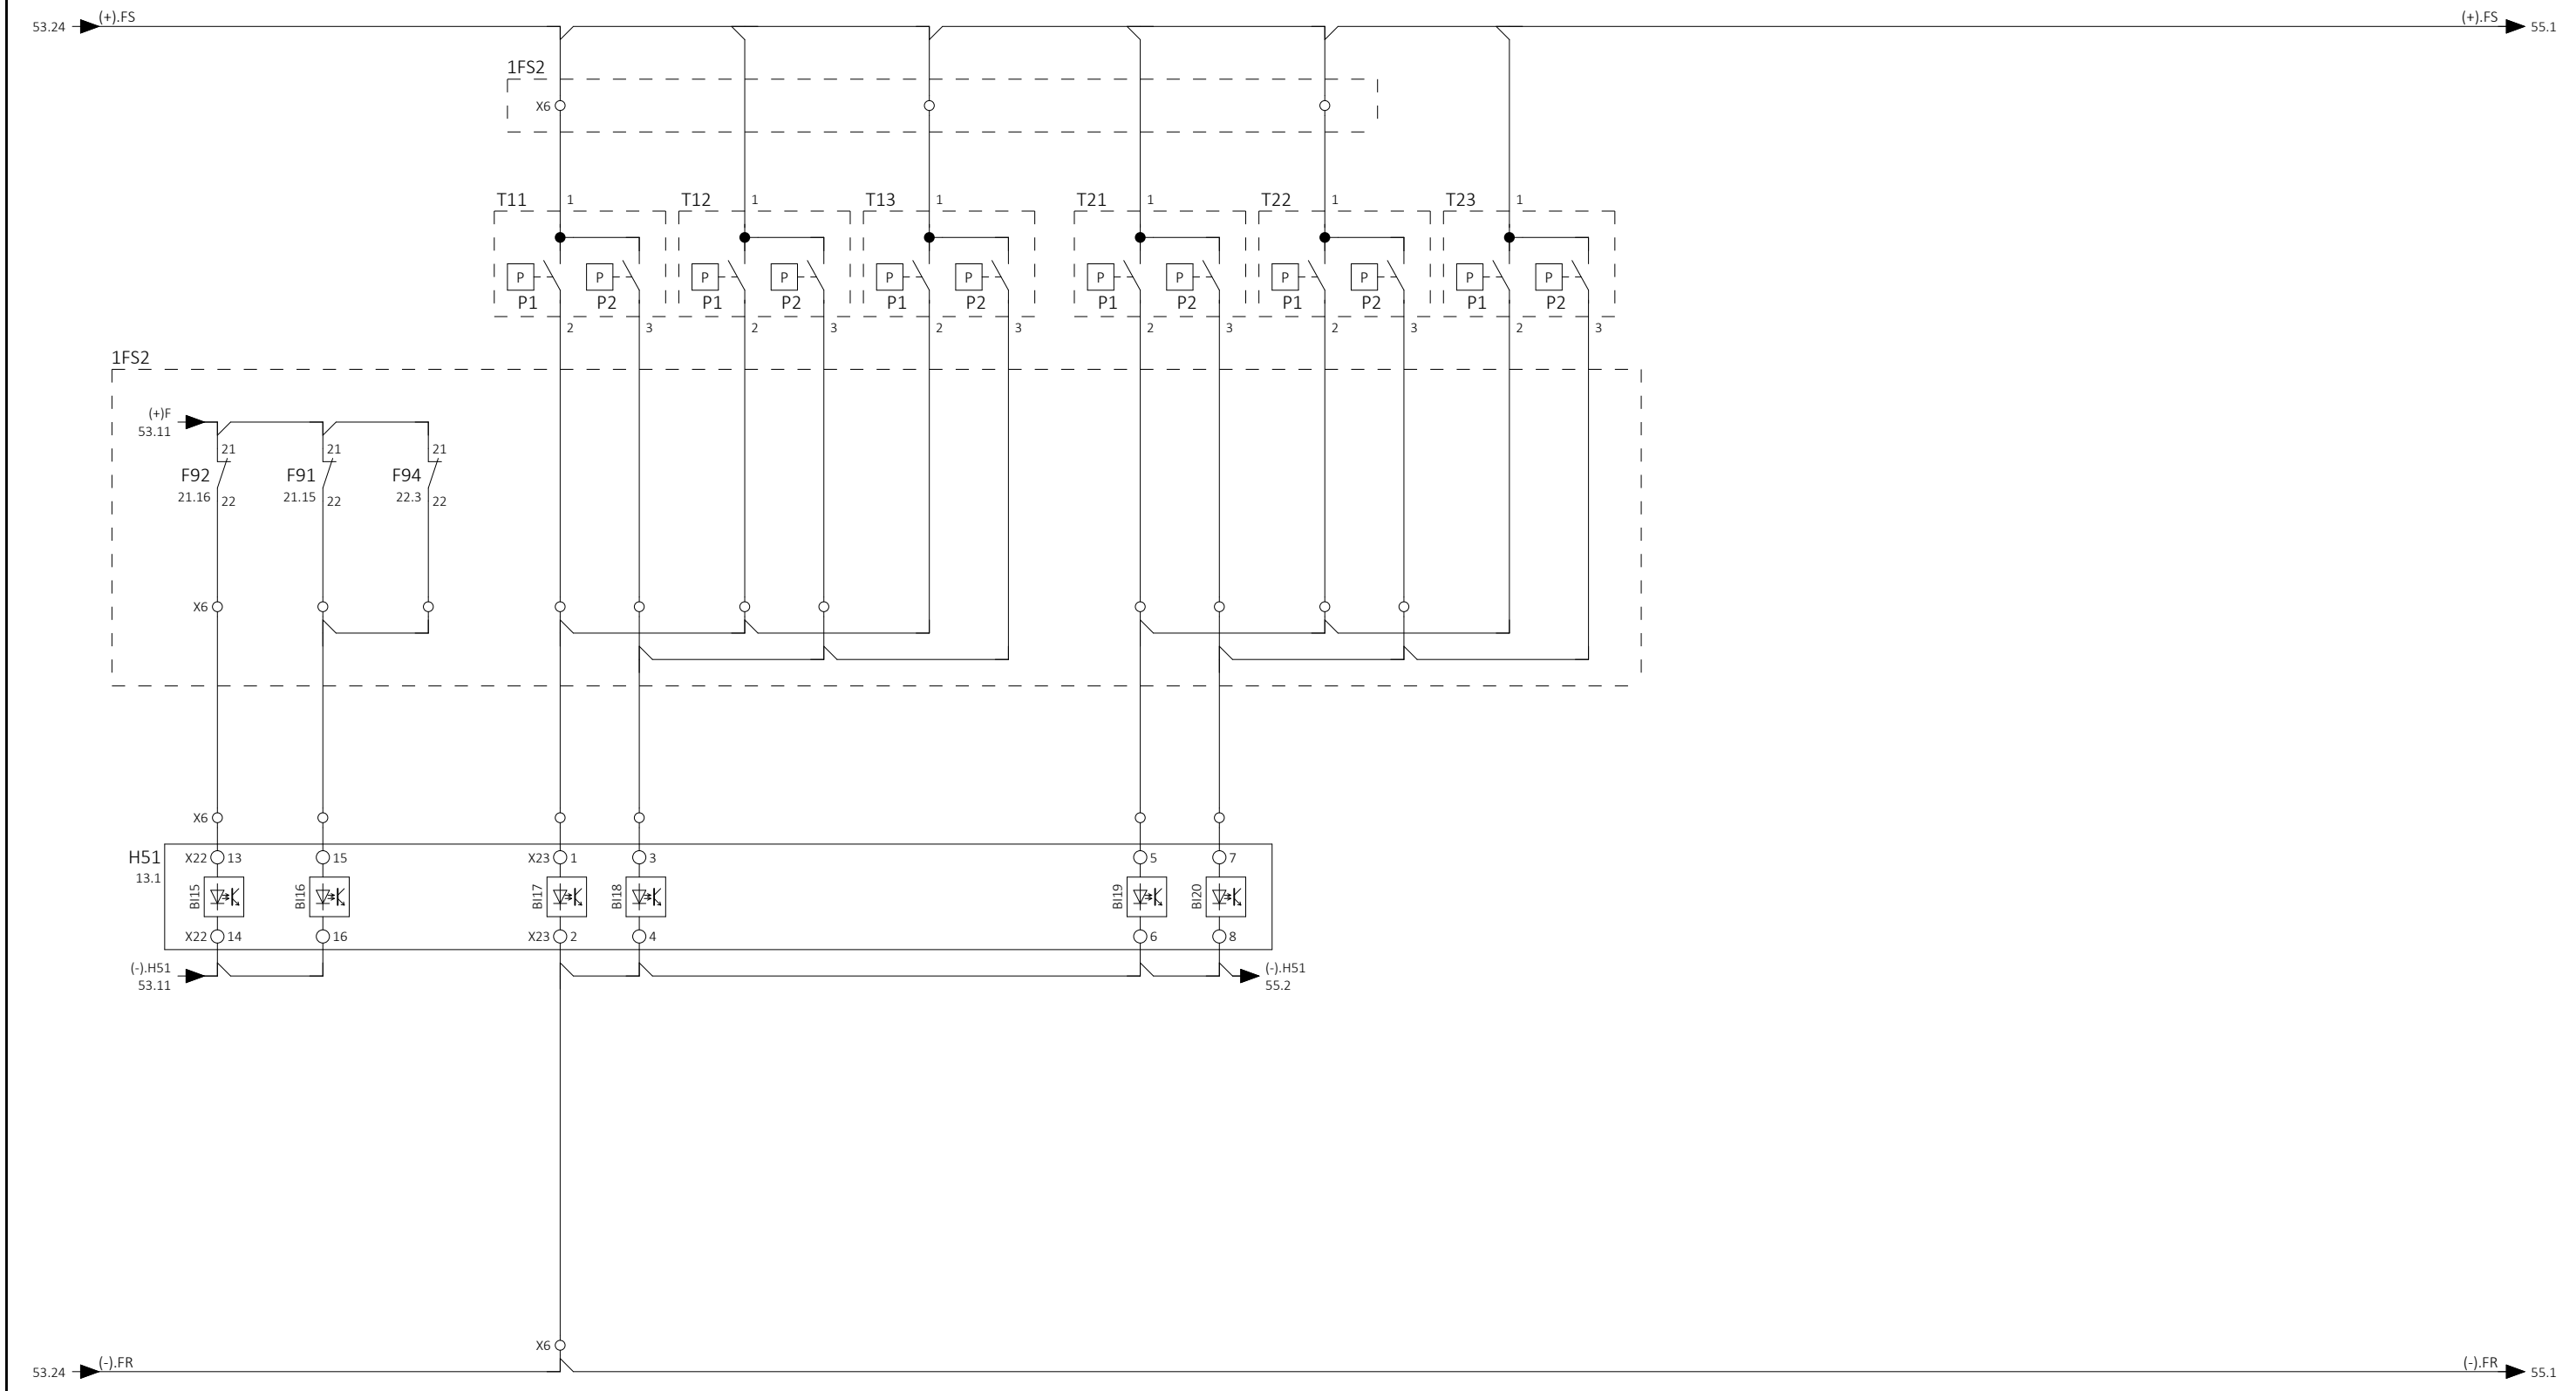 (+).FS (+).FS
53.24 55.1
1FS2
X6
T11 1 T12 1 T13 1 T21 1 T22 1 T23 1
P P P P P P P P P P P P
P1 P2 P1 P2 P1 P2 P1 P2 P1 P2 P1 P2
2 3 2 3 2 3 2 3 2 3 2 3
1FS2
(+)F
53.11
21 21 21
F92 F91 F94
21.16 22 21.15 22 22.3 22
X6
X6
H51 X22 13 15 X23 1 3 5 7
13.1
BI15 BI16 BI17 BI18 BI19 BI20
X22 14 16 X23 2 4 6 8
(-).H51 (-).H51
53.11 55.2
X6
(-).FR (-).FR
53.24 55.1